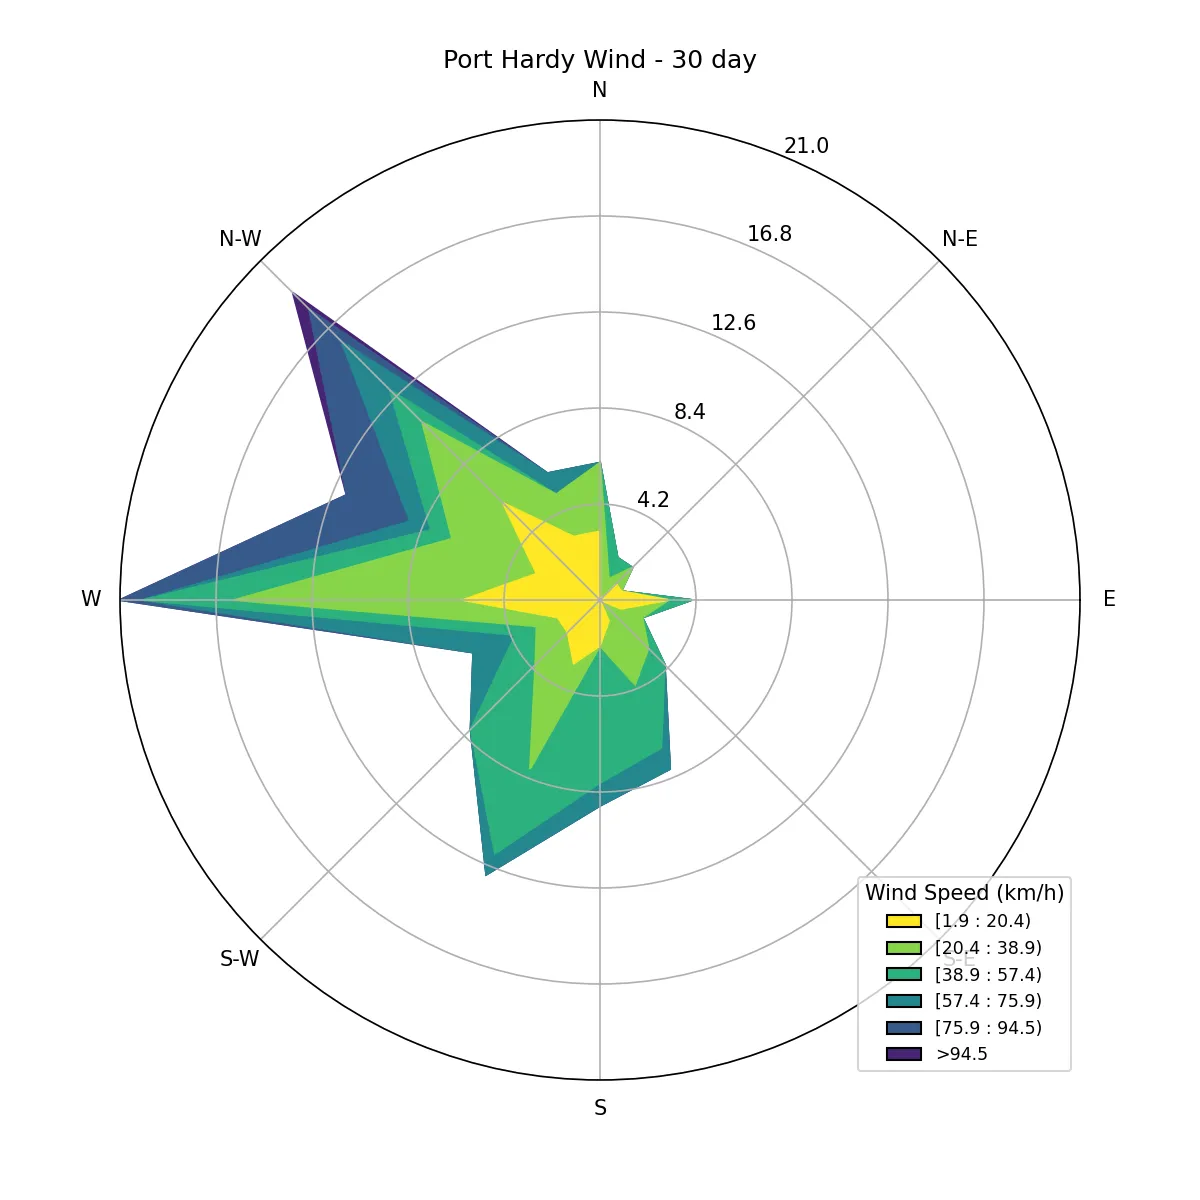 Port Hardy Wind - 30 day
N
21.0
N-W
N-E
16.8
12.6
8.4
4.2
W
E
S-W
S-E
Wind Speed (km/h)
[1.9 : 20.4)
[20.4 : 38.9)
[38.9 : 57.4)
[57.4 : 75.9)
[75.9 : 94.5)
>94.5
S